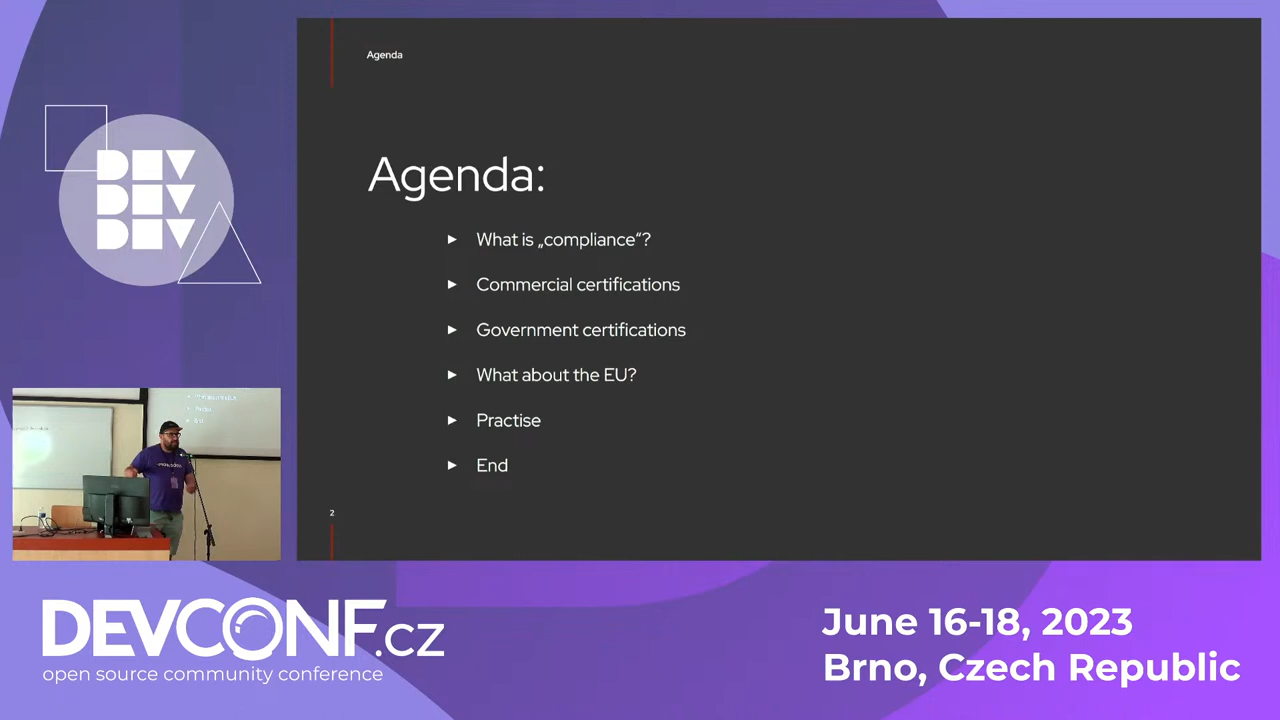 Agenda
Agenda:
► What is „compliance“?
► Commercial certifications
► Government certifications
► What about the EU?
► Practise
► End
2
DEV
DEV
DEV
DEVCONF.cz
open source community conference
June 16-18, 2023
Brno, Czech Republic